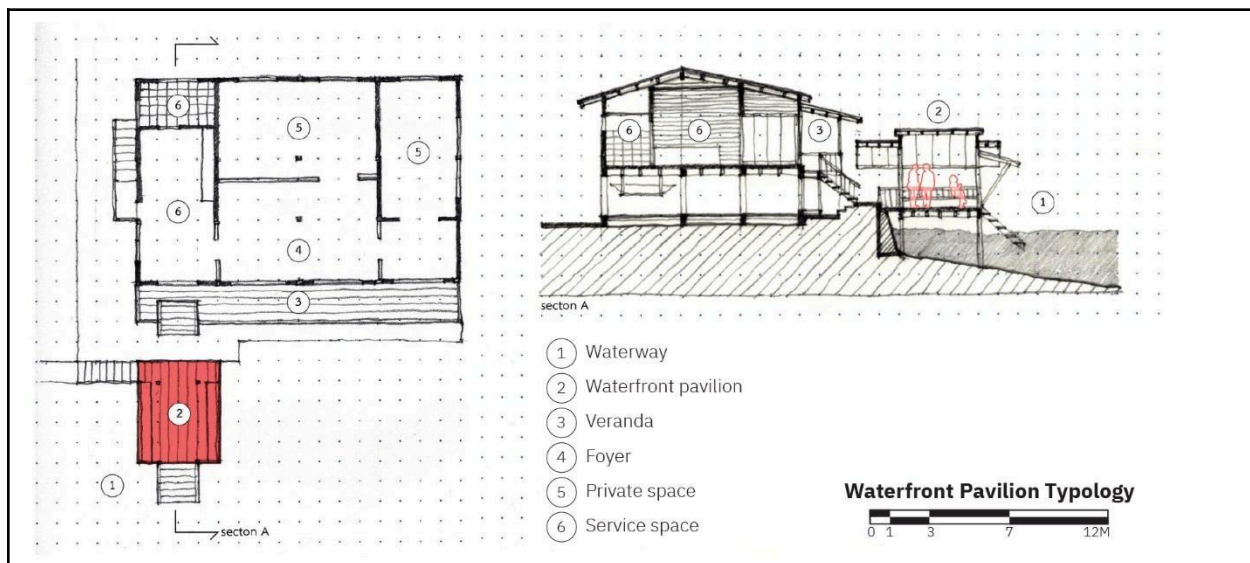 6
5
5
6
4
3
2
1
secton A
2
6
6
3
1
secton A
1 Waterway
2 Waterfront pavilion
3 Veranda
4 Foyer
5 Private space
6 Service space
Waterfront Pavilion Typology
0 1 3 7 12M